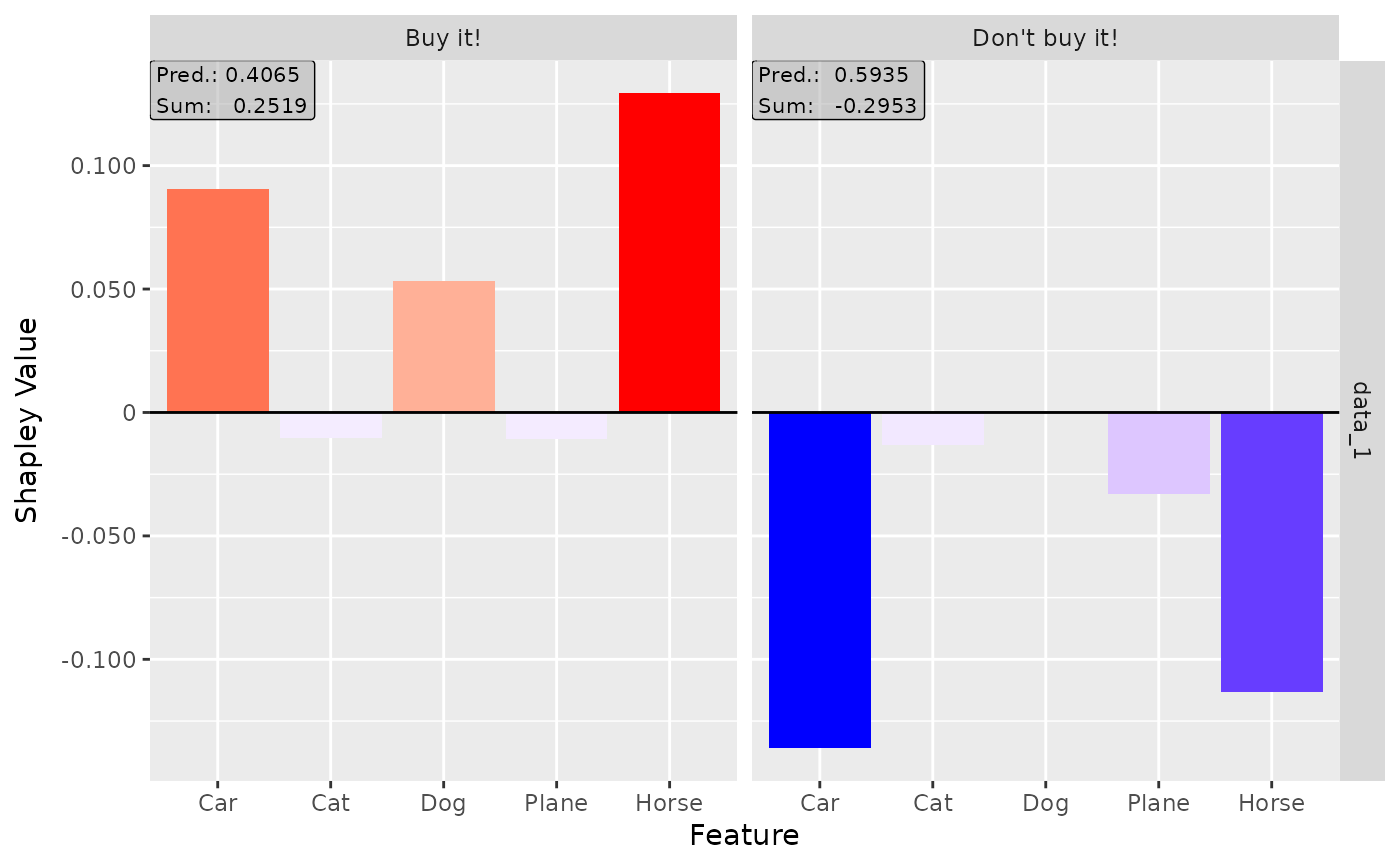 Buy it!
Don't buy it!
Pred.: 0.4065
Sum: 0.2519
Pred.: 0.5935
Sum: -0.2953
0.100
0.050
0
-0.050
-0.100
Shapley Value
data_1
Car Cat Dog Plane Horse
Car Cat Dog Plane Horse
Feature